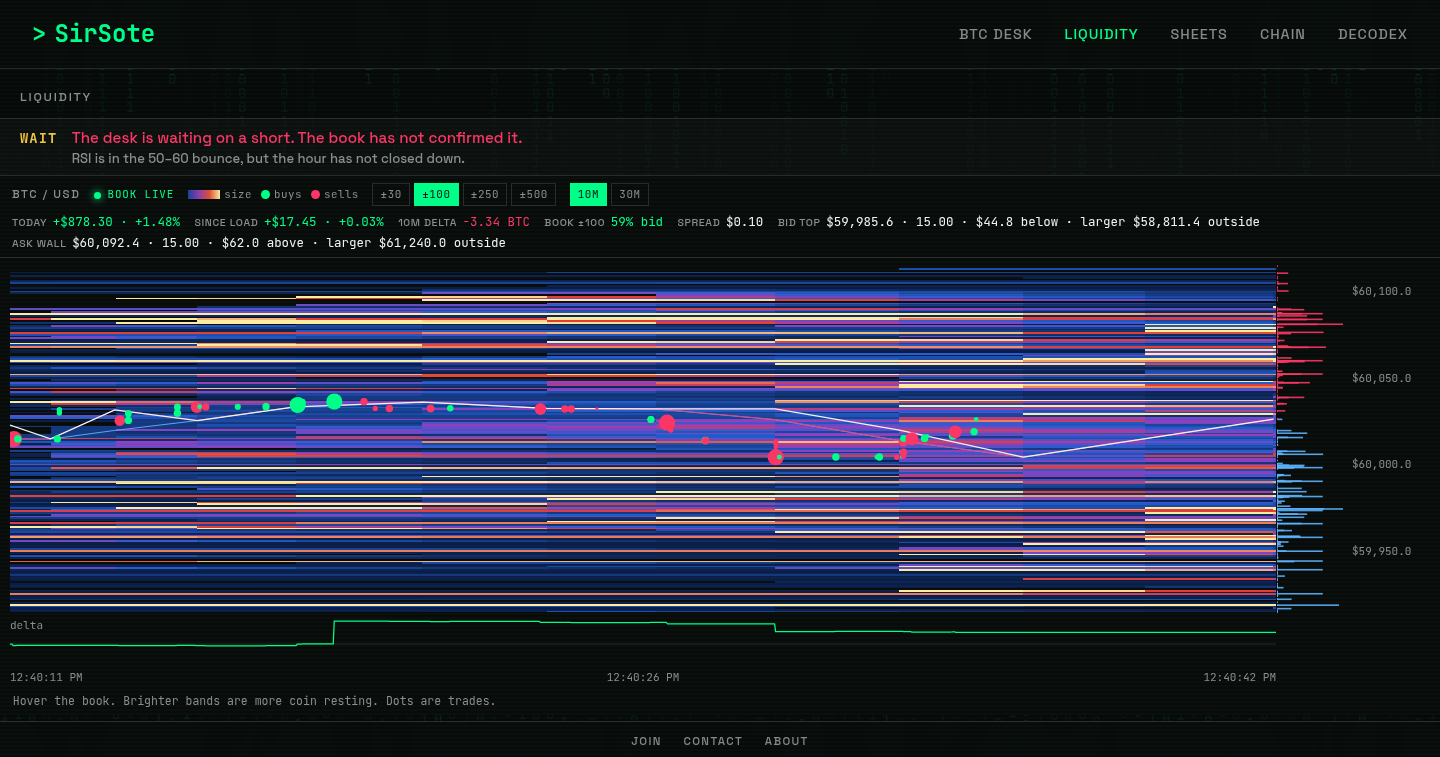 > SirSote
BTC DESK LIQUIDITY SHEETS CHAIN DECODEX
LIQUIDITY
WAIT The desk is waiting on a short. The book has not confirmed it.
RSI is in the 50–60 bounce, but the hour has not closed down.
BTC / USD BOOK LIVE size buys sells ±30 ±100 ±250 ±500 10M 30M
TODAY +$878.30 · +1.48% SINCE LOAD +$17.45 · +0.03% 10M DELTA -3.34 BTC BOOK ±100 59% bid SPREAD $0.10 BID TOP $59,985.6 · 15.00 · $44.8 below · larger $58,811.4 outside
ASK WALL $60,092.4 · 15.00 · $62.0 above · larger $61,240.0 outside
$60,100.0
$60,050.0
$60,000.0
$59,950.0
delta
12:40:11 PM 12:40:26 PM 12:40:42 PM
Hover the book. Brighter bands are more coin resting. Dots are trades.
JOIN CONTACT ABOUT